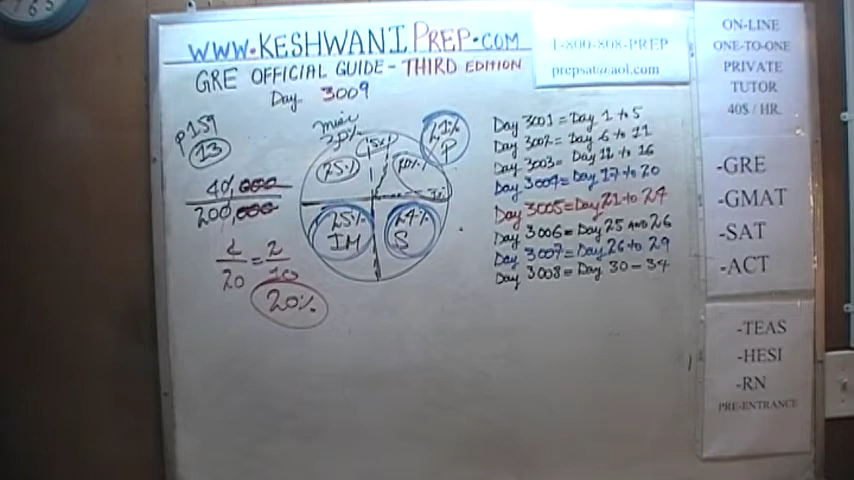 WWW.KESHWANIPREP.COM
GRE OFFICIAL GUIDE - THIRD EDITION
Day 3009
1-800-808-PREP
prepsat@aol.com
ON-LINE
ONE-TO-ONE
PRIVATE
TUTOR
40$ / HR.
-GRE
-GMAT
-SAT
-ACT
-TEAS
-HESI
-RN
PRE-ENTRANCE
p159
13
40,000
200,000
20
= 2
10
20%
25%
25%
IM
24%
S
21%
P
Day 3001 = Day 1 to 5
Day 3002 = Day 6 to 11
Day 3003 = Day 12 to 16
Day 3004 = Day 17 to 20
Day 3005 = Day 21 to 24
Day 3006 = Day 25 AND 26
Day 3007 = Day 26 to 29
Day 3008 = Day 30 - 34